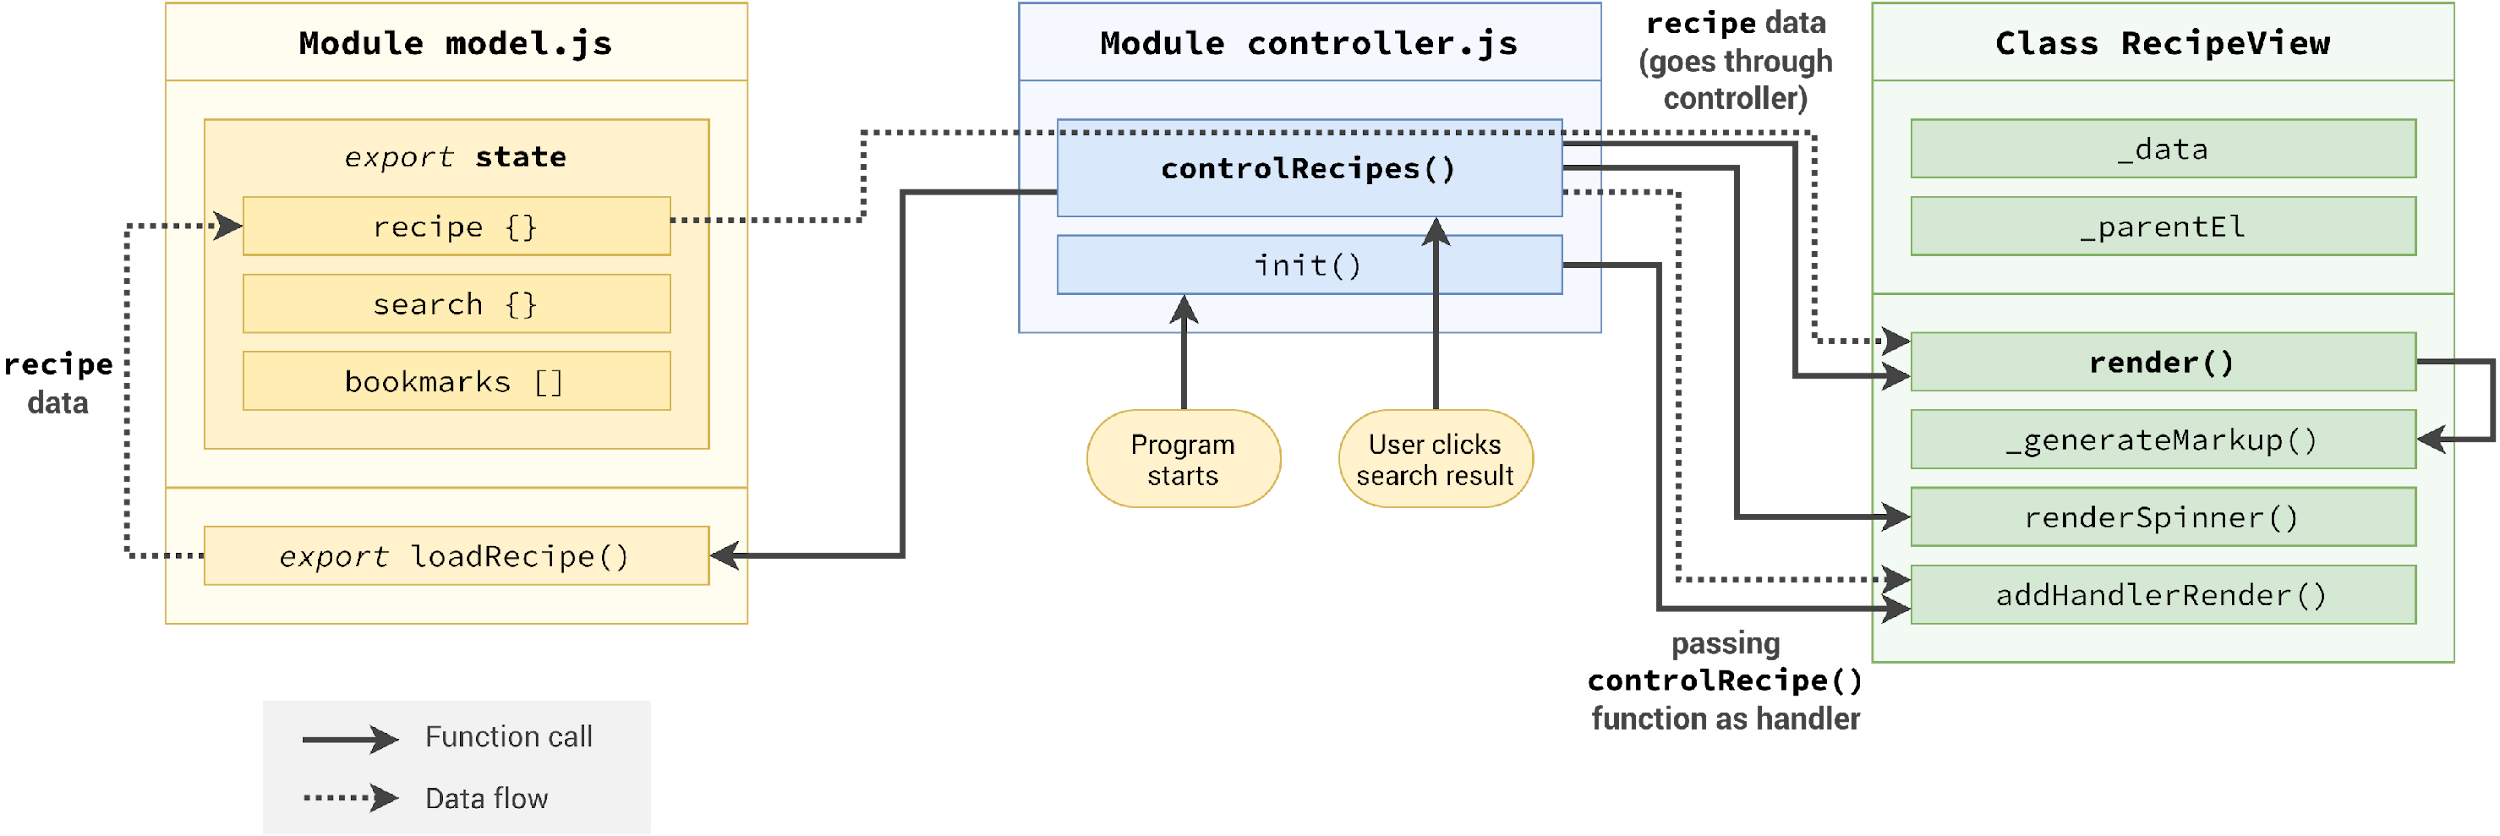 Module model.js
export state
recipe {}
search {}
bookmarks []
recipe
data
export loadRecipe()
Module controller.js
controlRecipes()
init()
Program
starts
User clicks
search result
recipe data
(goes through
controller)
Class RecipeView
_data
_parentEl
render()
_generateMarkup()
renderSpinner()
addHandlerRender()
passing
controlRecipe()
function as handler
Function call
Data flow